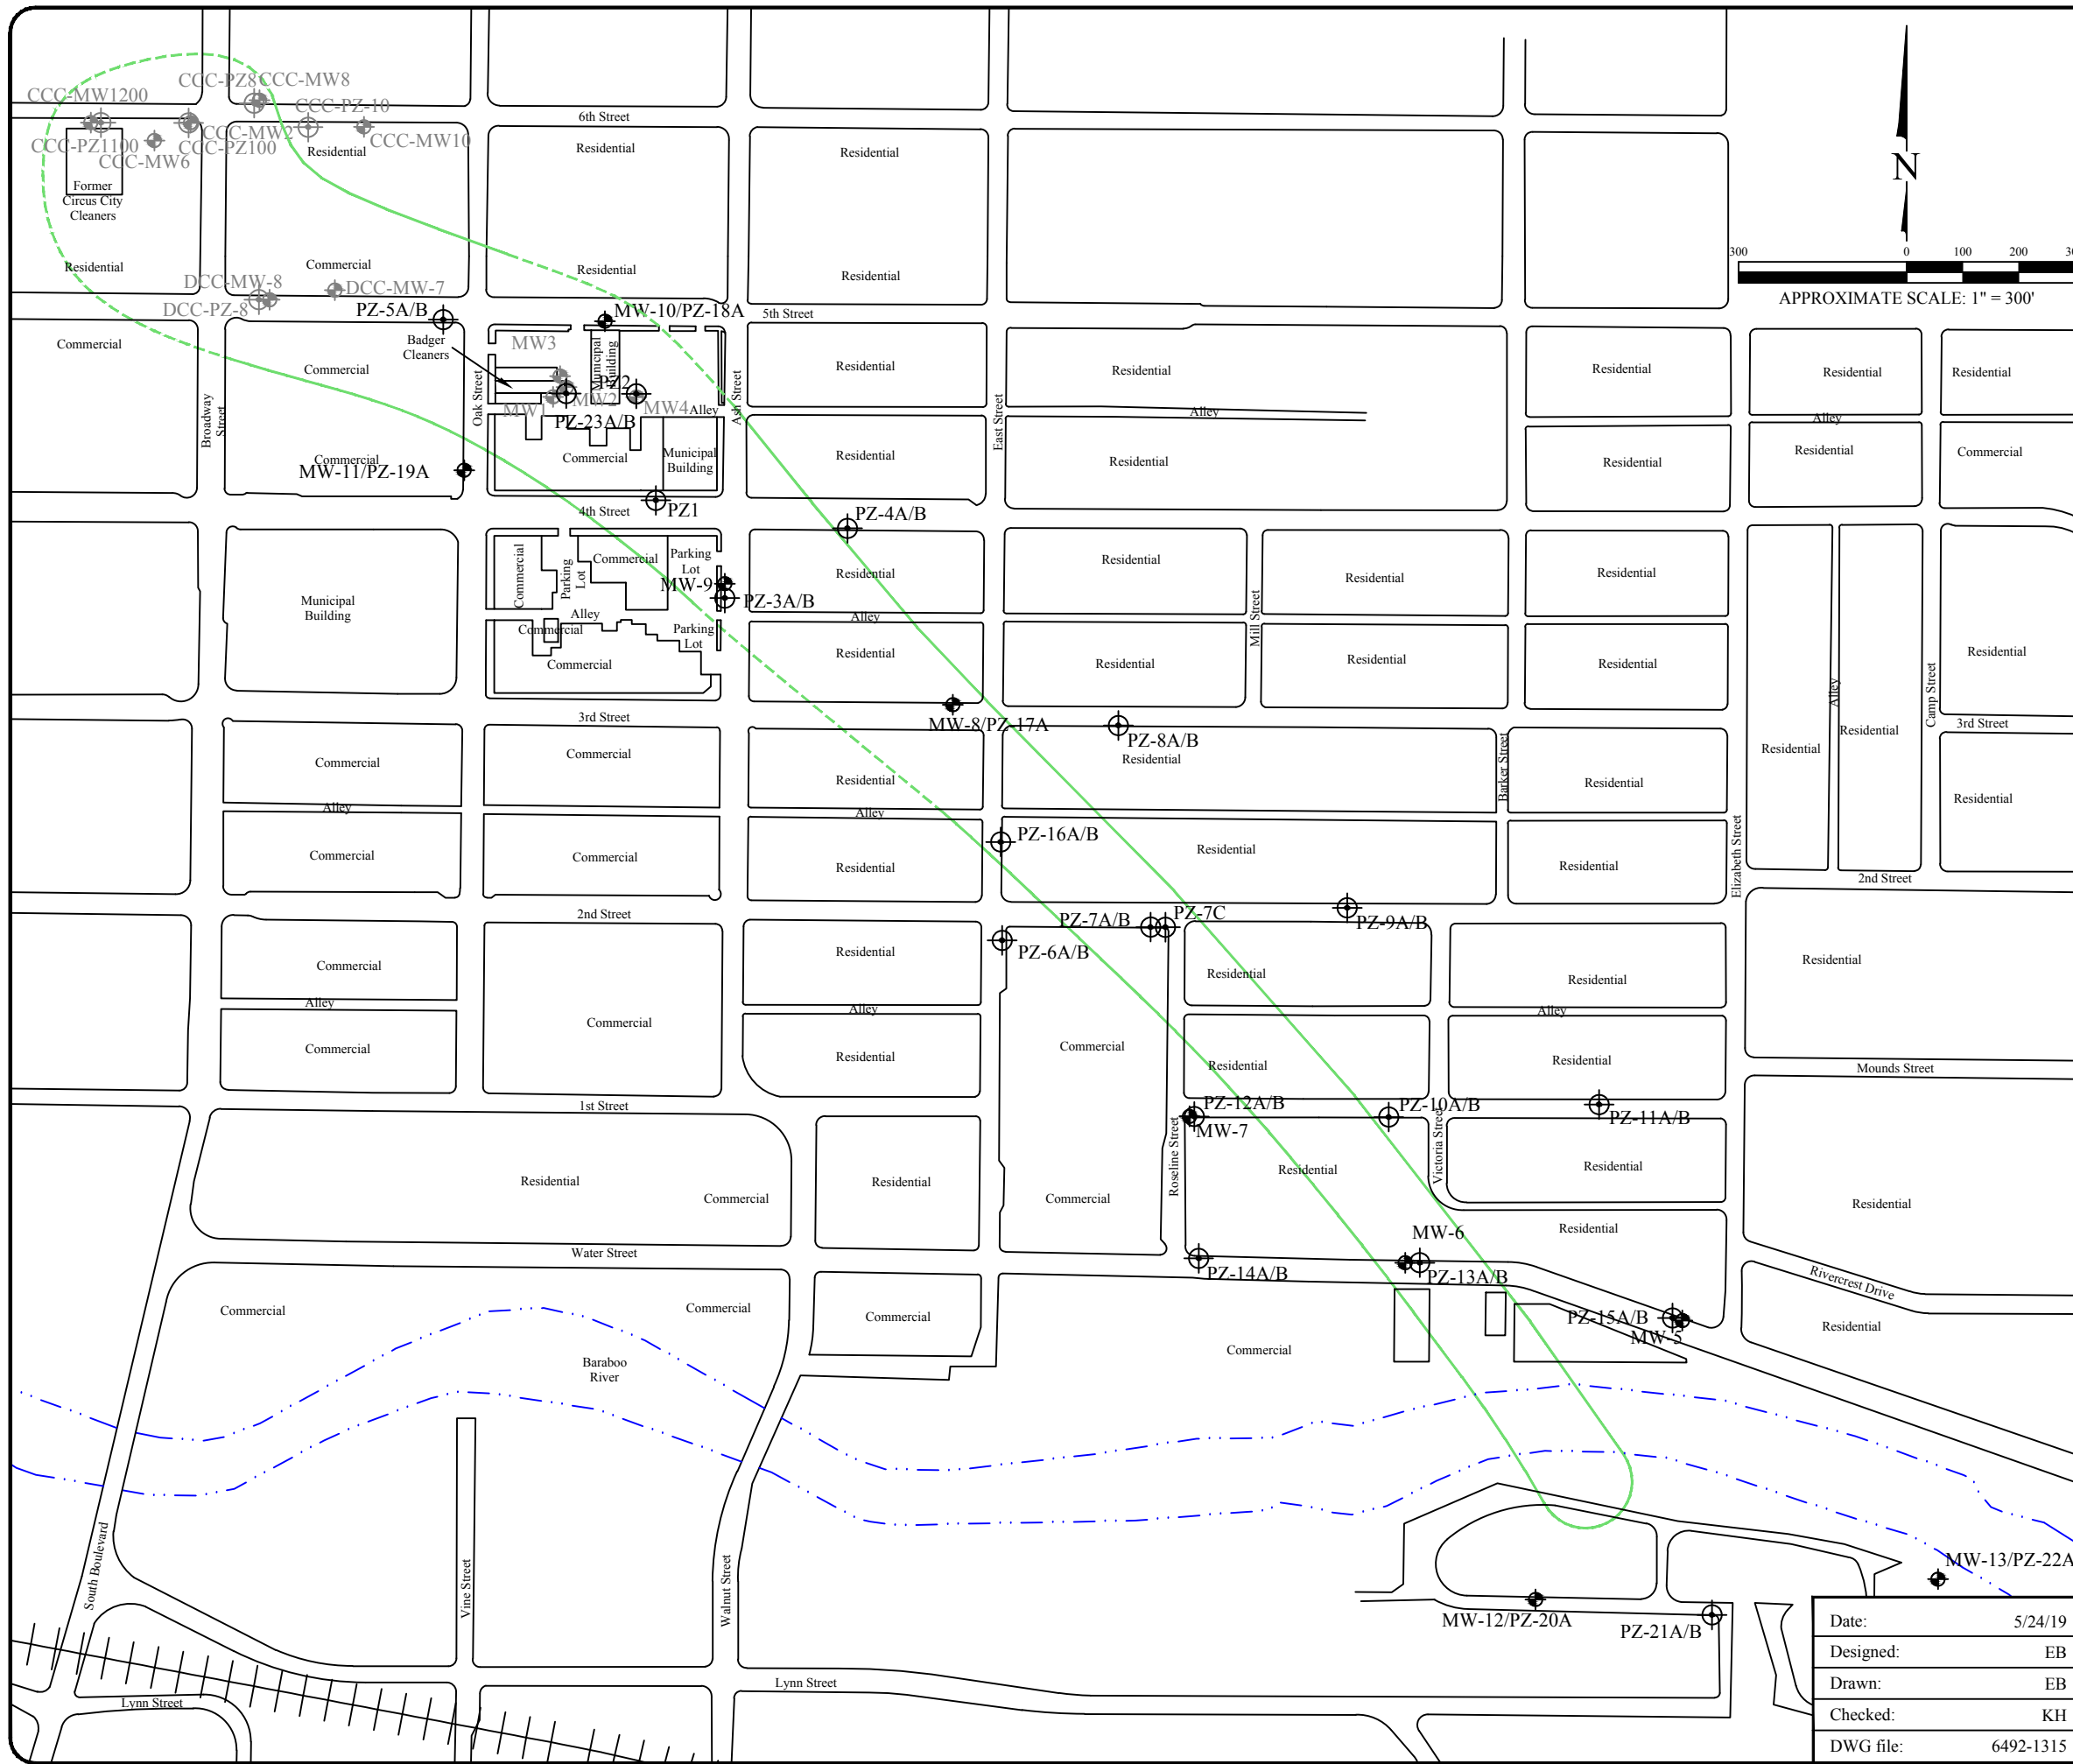 CCC-PZ8
CCC-MW8
CCC-MW1200
CCC-PZ-10
CCC-MW2
CCC-MW10
CCC-PZ1100
CCC-PZ100
CCC-MW6
6th Street
Residential
Residential
Residential
Former
Circus City
Cleaners
N
Residential
Commercial
Residential
Residential
300
0
100
200
APPROXIMATE SCALE: 1" = 300'
DCC-MW-8
DCC-MW-7
DCC-PZ-8
PZ-5A/B
MW-10/PZ-18A
5th Street
Commercial
Badger
Cleaners
MW3
Municipal
Building
Commercial
Residential
Residential
Residential
Residential
Residential
PZ2
MW1
MW2
MW4
Alley
PZ-23A/B
Oak Street
Ash Street
East Street
Broadway
Street
Alley
Alley
Commercial
MW-11/PZ-19A
Commercial
Municipal
Building
Residential
Residential
Residential
Residential
Commercial
4th Street
PZ1
PZ-4A/B
Commercial
Parking
Lot
Commercial
Parking
Lot
MW-9
PZ-3A/B
Residential
Residential
Residential
Residential
Municipal
Building
Alley
Alley
Commercial
Parking
Lot
Commercial
Residential
Residential
Residential
Residential
Residential
Mill Street
Alley
Camp Street
3rd Street
MW-8/PZ-17A
PZ-8A/B
3rd Street
Commercial
Commercial
Residential
Residential
Barker Street
Residential
Residential
Residential
Residential
Alley
Alley
PZ-16A/B
Commercial
Commercial
Residential
Residential
Residential
Elizabeth Street
2nd Street
2nd Street
PZ-7A/B
PZ-7C
PZ-9A/B
PZ-6A/B
Commercial
Residential
Residential
Residential
Residential
Alley
Alley
Alley
Commercial
Commercial
Residential
Commercial
Residential
Residential
Mounds Street
1st Street
PZ-12A/B
MW-7
PZ-10A/B
PZ-11A/B
Roseline Street
Victoria Street
Residential
Commercial
Residential
Commercial
Residential
Residential
Residential
Residential
Water Street
MW-6
PZ-14A/B
PZ-13A/B
Rivercrest Drive
Commercial
Commercial
Commercial
Commercial
PZ-15A/B
MW-5
Residential
Baraboo
River
South Boulevard
Vine Street
Walnut Street
MW-13/PZ-22A
MW-12/PZ-20A
PZ-21A/B
Lynn Street
Lynn Street
Date: 5/24/19
Designed: EB
Drawn: EB
Checked: KH
DWG file: 6492-1315